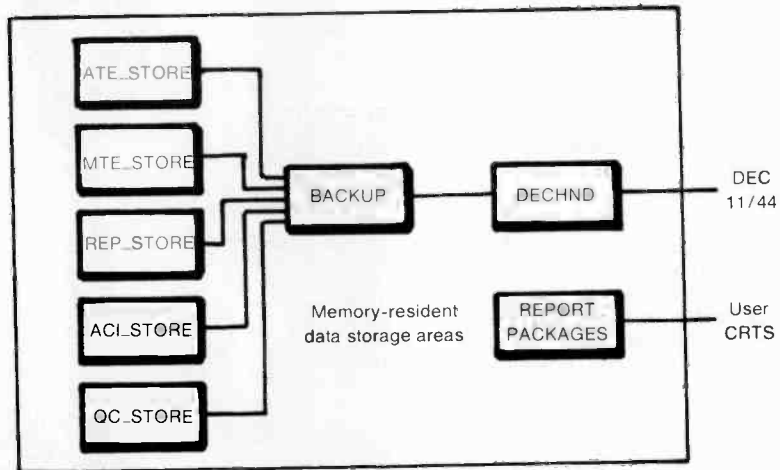 ATE_STORE
MTE_STORE
REP_STORE
ACI_STORE
QC_STORE
BACKUP
DECHND
DEC
11/44
Memory-resident
data storage areas
REPORT
PACKAGES
User
CRTS